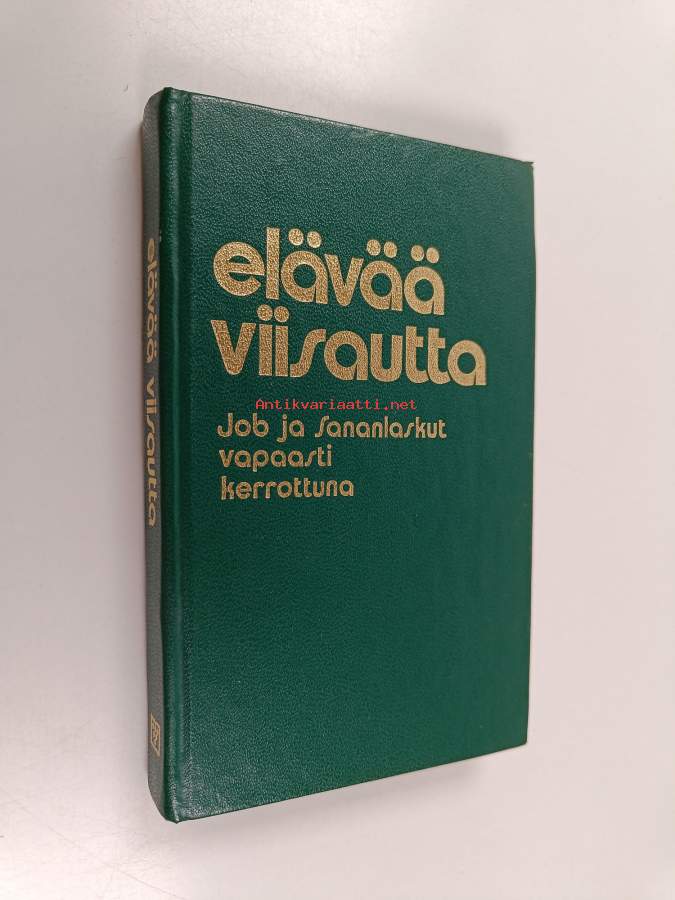 elävää
viisautta
Antikvariaatti.net
Job ja sananlaskut
vapaasti
kerrottuna
elävää viisautta